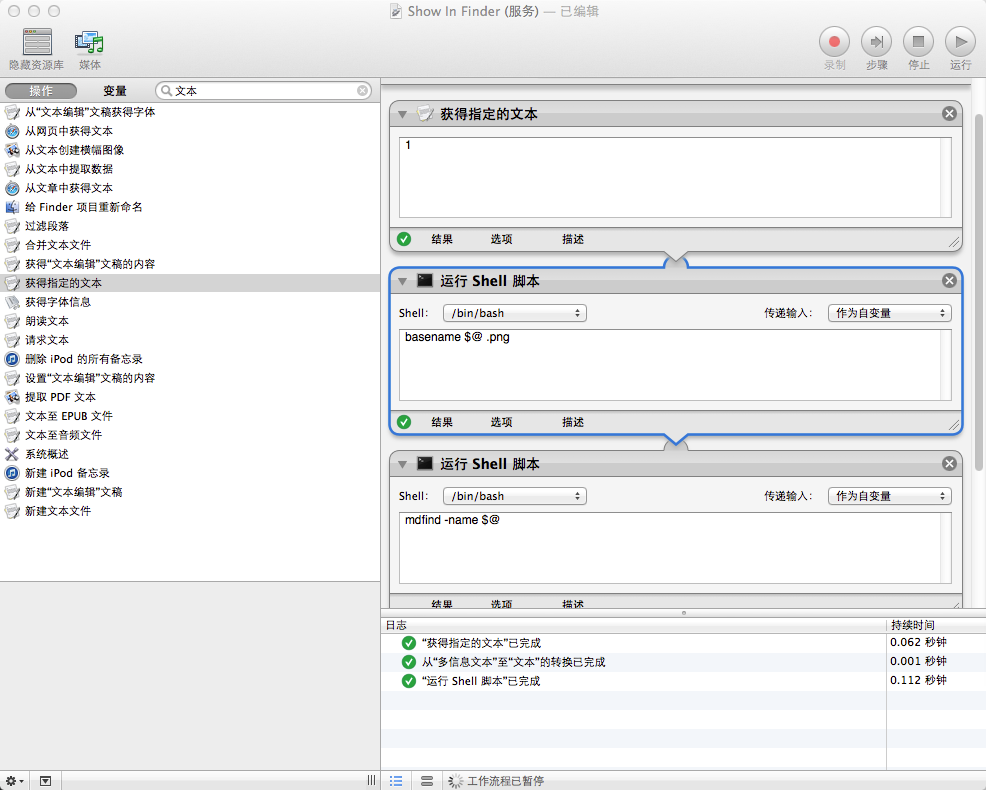 Show In Finder (服务) — 已编辑
隐藏资源库
媒体
录制
步骤
停止
运行
操作
变量
文本
从“文本编辑”文稿获得字体
从网页中获得文本
从文本创建横幅图像
从文本中提取数据
从文章中获得文本
给 Finder 项目重新命名
过滤段落
合并文本文件
获得“文本编辑”文稿的内容
获得指定的文本
获得字体信息
朗读文本
请求文本
删除 iPod 的所有备忘录
设置“文本编辑”文稿的内容
提取 PDF 文本
文本至 EPUB 文件
文本至音频文件
系统概述
新建 iPod 备忘录
新建“文本编辑”文稿
新建文本文件
获得指定的文本
1
结果 选项 描述
运行 Shell 脚本
Shell: /bin/bash 传递输入: 作为自变量
basename $@ .png
结果 选项 描述
运行 Shell 脚本
Shell: /bin/bash 传递输入: 作为自变量
mdfind -name $@
结果 选项 描述
日志 持续时间
“获得指定的文本”已完成 0.062 秒钟
从“多信息文本”至“文本”的转换已完成 0.001 秒钟
“运行 Shell 脚本”已完成 0.112 秒钟
工作流程已暂停